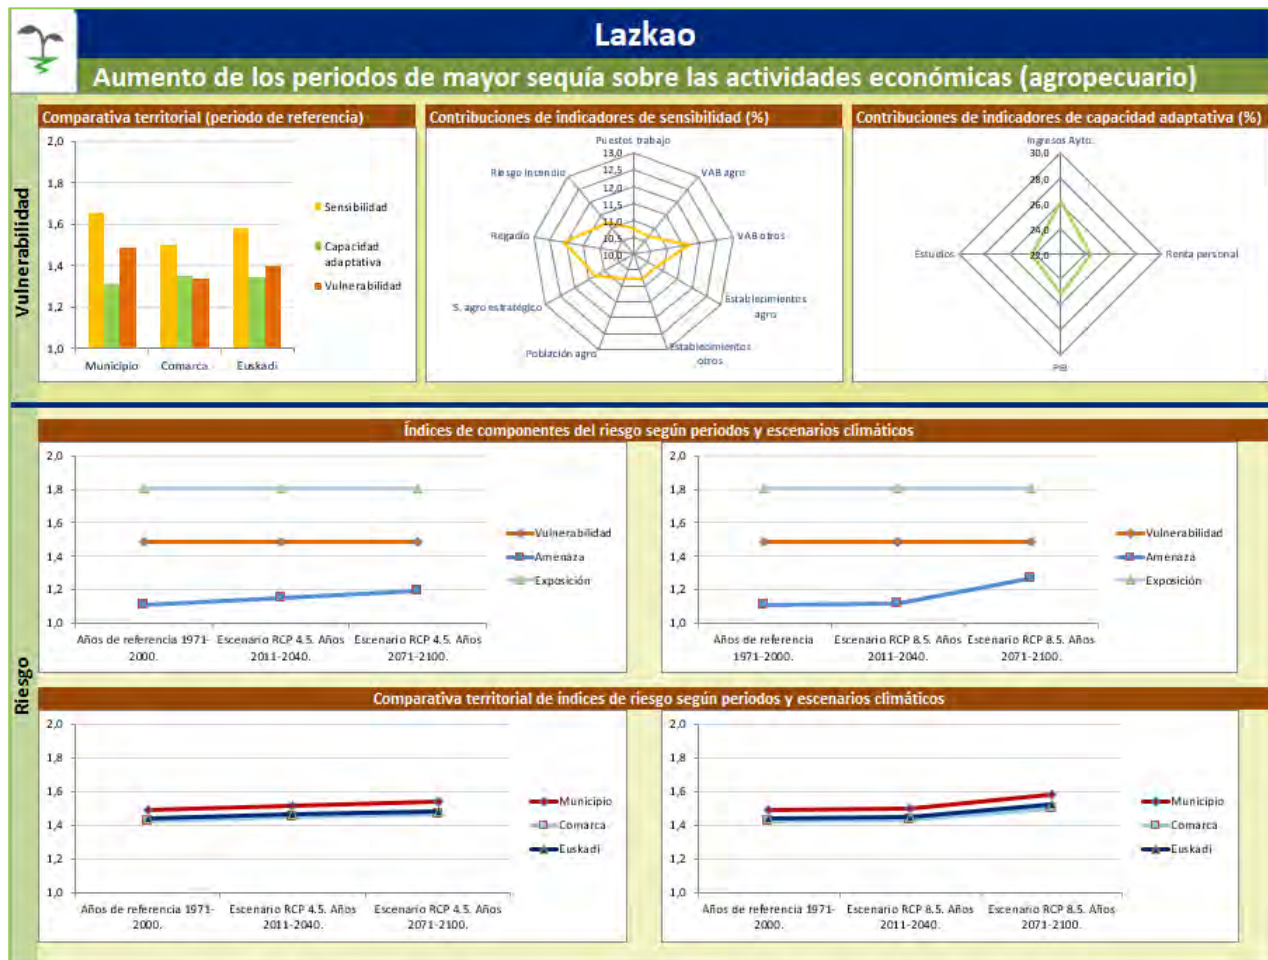 Lazkao
Aumento de los periodos de mayor sequía sobre las actividades económicas (agropecuario)
Vulnerabilidad
Comparativa territorial (periodo de referencia)
2,0
1,8
1,6
1,4
1,2
1,0
Municipio
Comarca
Euskadi
Sensibilidad
Capacidad
adaptativa
Vulnerabilidad
Contribuciones de indicadores de sensibilidad (%)
Puestos trabajo
VAB agro
VAB otros
Establecimientos
agro
Establecimientos
otros
Población agro
S. agro estratégico
Regadío
Riesgo incendio
13,0
12,5
12,0
11,5
11,0
10,5
10,0
Contribuciones de indicadores de capacidad adaptativa (%)
Ingresos Ayto.
30,0
28,0
26,0
24,0
22,0
Estudios
Renta personal
PIB
Riesgo
Índices de componentes del riesgo según periodos y escenarios climáticos
2,0
1,8
1,6
1,4
1,2
1,0
Años de referencia 1971-
2000.
Escenario RCP 4.5. Años
2011-2040.
Escenario RCP 4.5. Años
2071-2100.
Vulnerabilidad
Amenaza
Exposición
2,0
1,8
1,6
1,4
1,2
1,0
Años de referencia
1971-2000.
Escenario RCP 8.5. Años
2011-2040.
Escenario RCP 8.5. Años
2071-2100.
Vulnerabilidad
Amenaza
Exposición
Comparativa territorial de índices de riesgo según periodos y escenarios climáticos
2,0
1,8
1,6
1,4
1,2
1,0
Años de referencia 1971-
2000.
Escenario RCP 4.5. Años
2011-2040.
Escenario RCP 4.5. Años
2071-2100.
Municipio
Comarca
Euskadi
2,0
1,8
1,6
1,4
1,2
1,0
Años de referencia 1971-
2000.
Escenario RCP 8.5. Años
2011-2040.
Escenario RCP 8.5. Años
2071-2100.
Municipio
Comarca
Euskadi